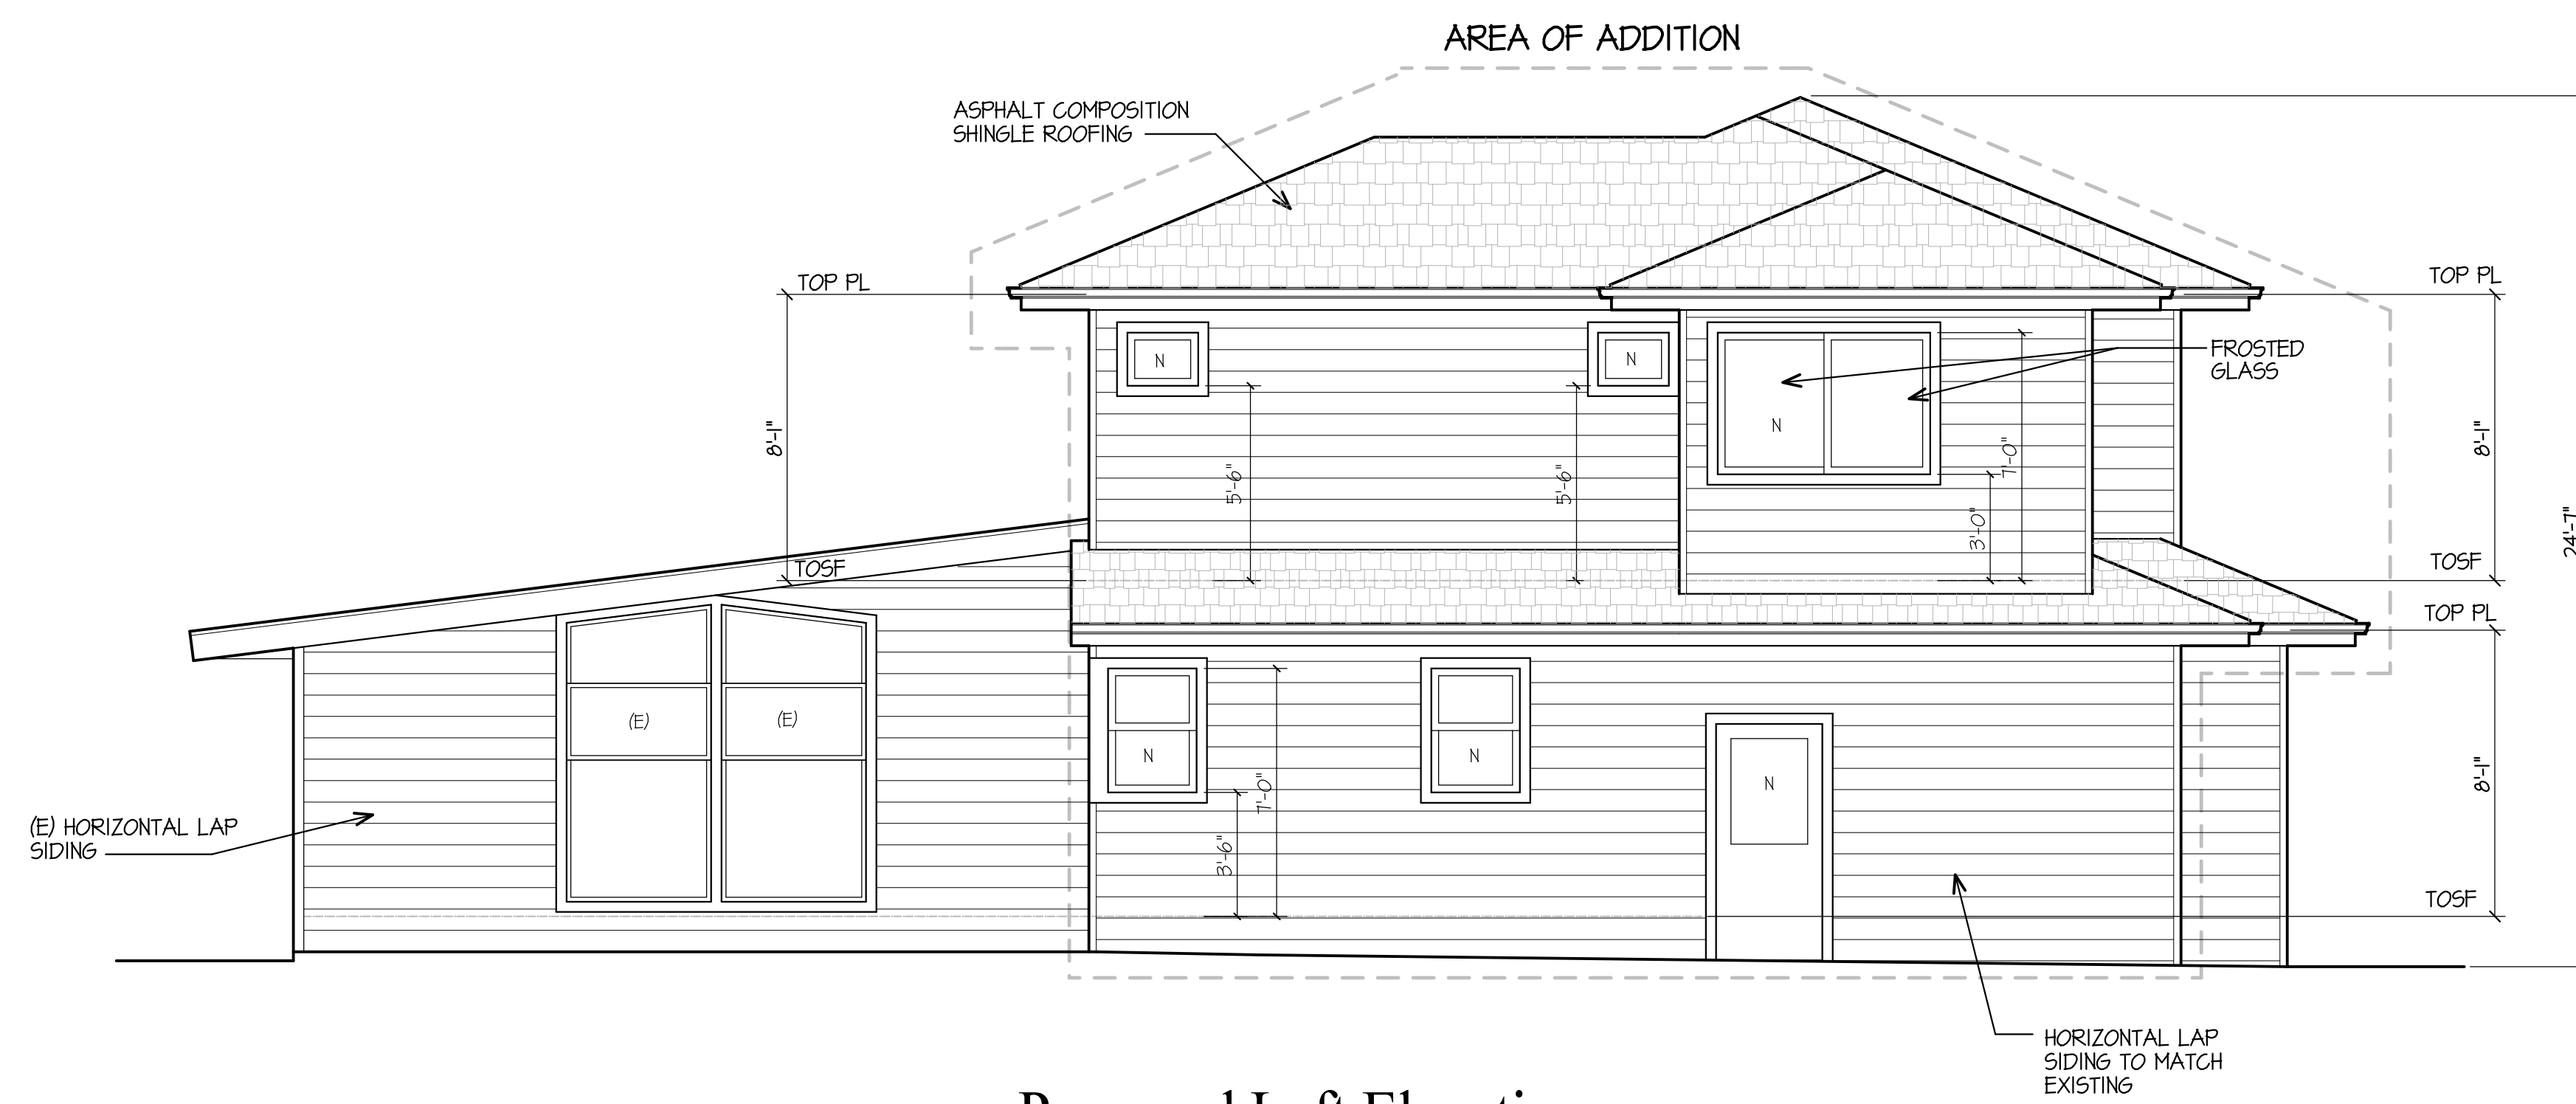 AREA OF ADDITION
ASPHALT COMPOSITION
SHINGLE ROOFING
TOP PL
TOP PL
N
N
N
FROSTED
GLASS
8'-1"
8'-1"
5'-6"
5'-6"
7'-0"
3'-0"
24'-7"
TOSF
TOSF
TOP PL
(E)
(E)
N
N
N
7'-0"
3'-6"
8'-1"
(E) HORIZONTAL LAP
SIDING
TOSF
HORIZONTAL LAP
SIDING TO MATCH
EXISTING